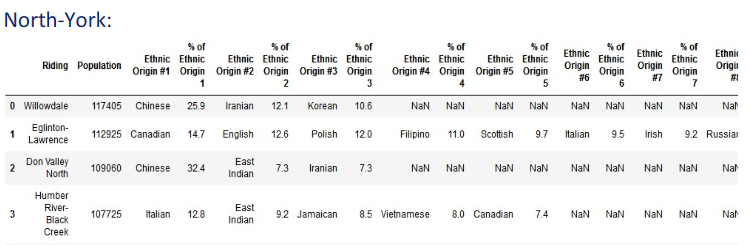 North-York:
Riding Population Ethnic Origin #1 % of Ethnic Origin 1 Ethnic Origin #2 % of Ethnic Origin 2 Ethnic Origin #3 % of Ethnic Origin 3 Ethnic Origin #4 % of Ethnic Origin 4 Ethnic Origin #5 % of Ethnic Origin 5 Ethnic Origin #6 % of Ethnic Origin 6 Ethnic Origin #7 % of Ethnic Origin 7 Ethnic Origin
0 Willowdale 117405 Chinese 25.9 Iranian 12.1 Korean 10.6 NaN NaN NaN NaN NaN NaN NaN NaN NaN
1 Eglinton-Lawrence 112925 Canadian 14.7 English 12.6 Polish 12.0 Filipino 11.0 Scottish 9.7 Italian 9.5 Irish 9.2 Russian
2 Don Valley North 109060 Chinese 32.4 East Indian 7.3 Iranian 7.3 NaN NaN NaN NaN NaN NaN NaN NaN NaN
3 Humber River-Black Creek 107725 Italian 12.8 East Indian 9.2 Jamaican 8.5 Vietnamese 8.0 Canadian 7.4 NaN NaN NaN NaN NaN